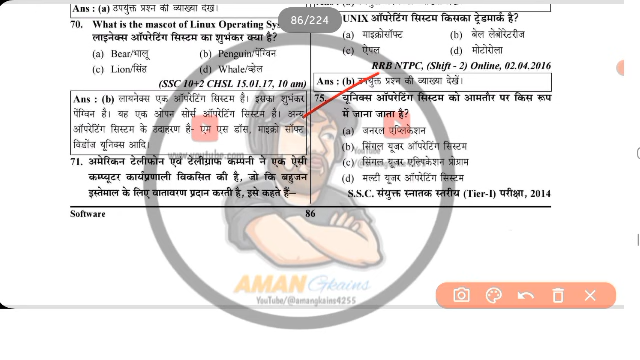 Ans : (a) उपर्युक्त प्रश्न की व्याख्या देखें।
70. What is the mascot of Linux Operating
लाइनेक्स ऑपरेटिंग सिस्टम का शुभंकर क्या है?
(a) Bear/भालू (b) Penguin/पेंग्विन
(c) Lion/सिंह (d) Whale/व्हेल
(SSC 10+2 CHSL 15.01.17, 10 am)
Ans : (b) लायनेक्स एक ऑपरेटिंग सिस्टम है। इसका शुभंकर
पेंग्विन है। यह एक ओपन सोर्स ऑपरेटिंग सिस्टम है। अन्य
ऑपरेटिंग सिस्टम के उदाहरण है- एम एस डॉस, माइक्रो सॉफ्ट
विंडोज यूनिक्स आदि।
71. अमेरिकन टेलीफोन एवं टेलीग्राफ कम्पनी ने एक ऐसी
कम्प्यूटर कार्यप्रणाली विकसित की है, जो कि बहुजन
इस्तेमाल के लिए वातावरण प्रदान करती है, इसे कहते हैं–
86/224
UNIX ऑपरेटिंग सिस्टम किसका ट्रेडमार्क है?
(a) माइक्रोसॉफ्ट (b) बेल लेबोरेटरीज
(c) ऐपल (d) मोटोरोला
RRB NTPC, (Shift - 2) Online, 02.04.2016
Ans : (b) उपर्युक्त प्रश्न की व्याख्या देखें।
75. यूनिक्स ऑपरेटिंग सिस्टम को आमतौर पर किस रूप
में जाना जाता है?
(a) जनरल एप्लिकेशन
(b) सिंगुल यूजर ऑपरेटिंग सिस्टम
(c) सिंगल यूजर एप्लिकेशन प्रोग्राम
(d) मल्टी यूजर ऑपरेटिंग सिस्टम
S.S.C. संयुक्त स्नातक स्तरीय (Tier-I) परीक्षा, 2014
Software 86
AMAN Gkains
YouTube/@amangkains4255